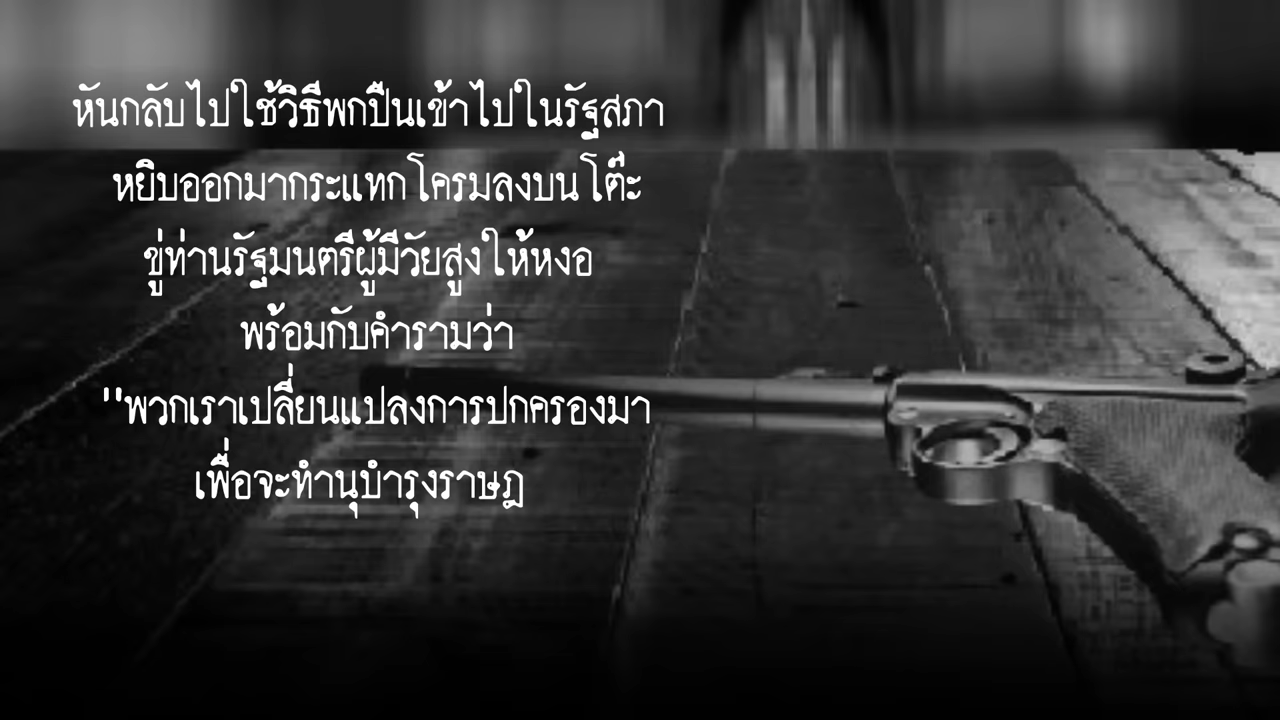 หันกลับไปใช้วิธีพกปืนเข้าไปในรัฐสภา
หยิบออกมากระแทกโครมลงบนโต๊ะ
ขู่ท่านรัฐมนตรีผู้มีวัยสูงให้หงอ
พร้อมกับคำรามว่า
"พวกเราเปลี่ยนแปลงการปกครองมา
เพื่อจะทำนุบำรุงราษฎ